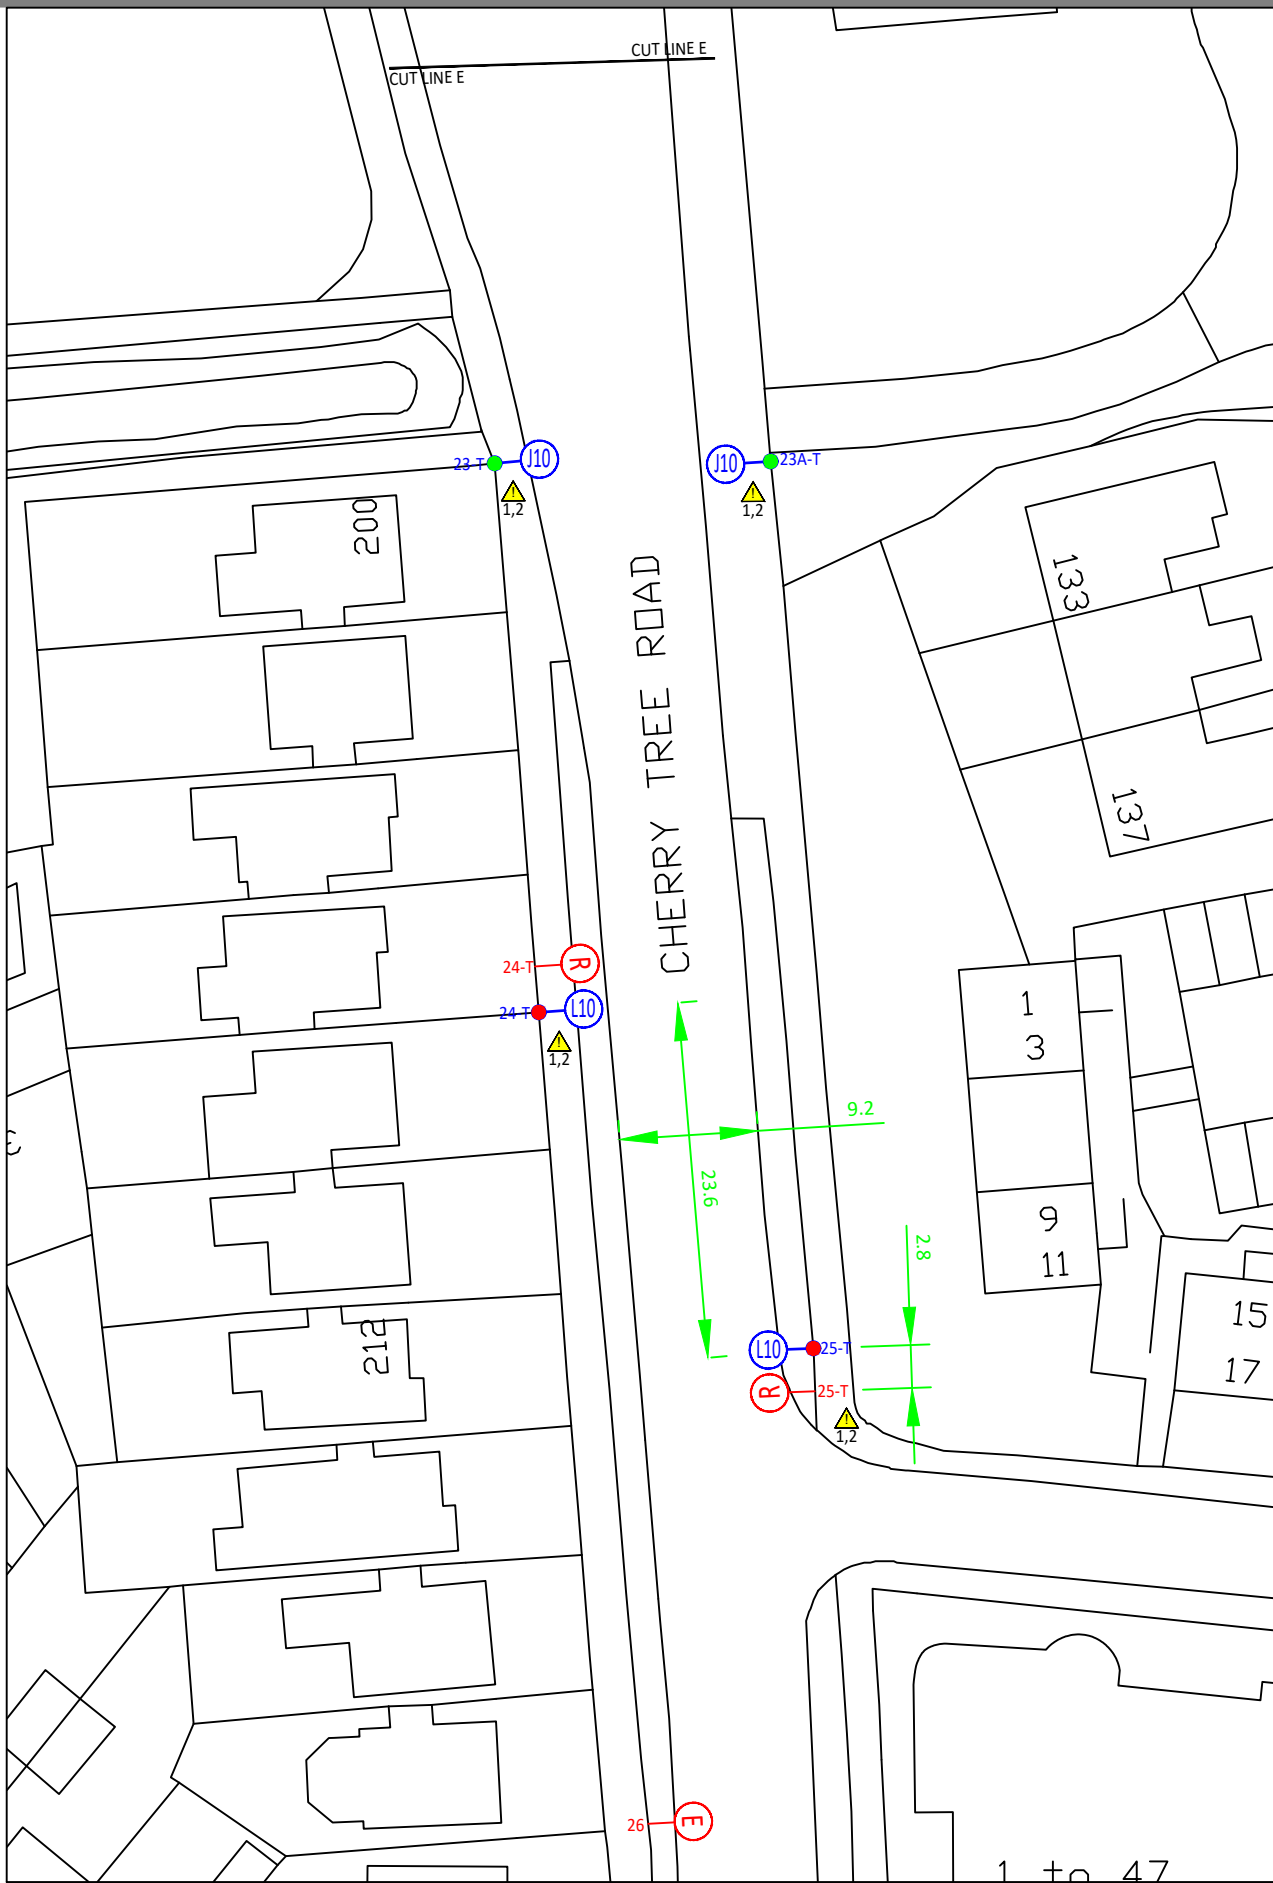 CUT LINE E
CUT LINE E
23-T
J10
J10
23A-T
1,2
1,2
200
133
CHERRY TREE ROAD
137
24-T
R
24-T
L10
1,2
1
3
9.2
23.6
9
11
2.8
15
17
212
L10
25-T
R
25-T
1,2
26
E
1 to 47